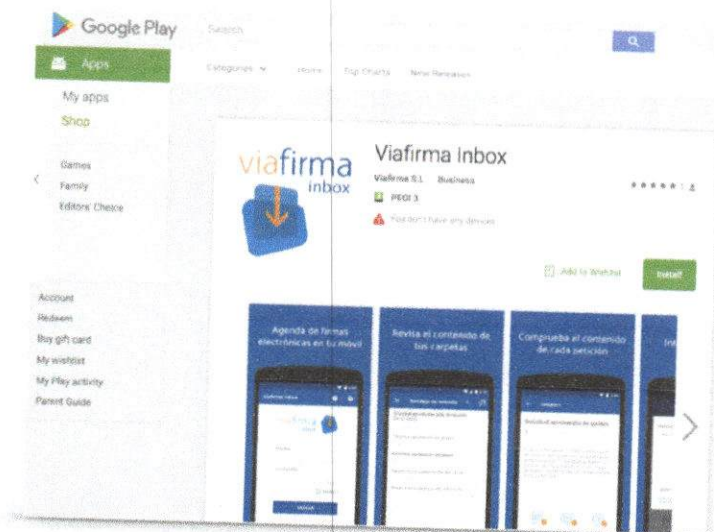 Google Play
Search
Apps
Categories
Home
Top Charts
New Releases
My apps
Shop
Games
Family
Editors' Choice
Account
Redeem
Buy gift card
My wishlist
My Play activity
Parent Guide
viafirma
inbox
Viafirma Inbox
Viafirma S.L. Business
PEGI 3
You don't have any devices
Add to Wishlist
Install
Agenda de firmas
electrónicas en tu móvil
Revisa el contenido de
tus carpetas
Comprueba el contenido
de cada petición
viafirma
inbox